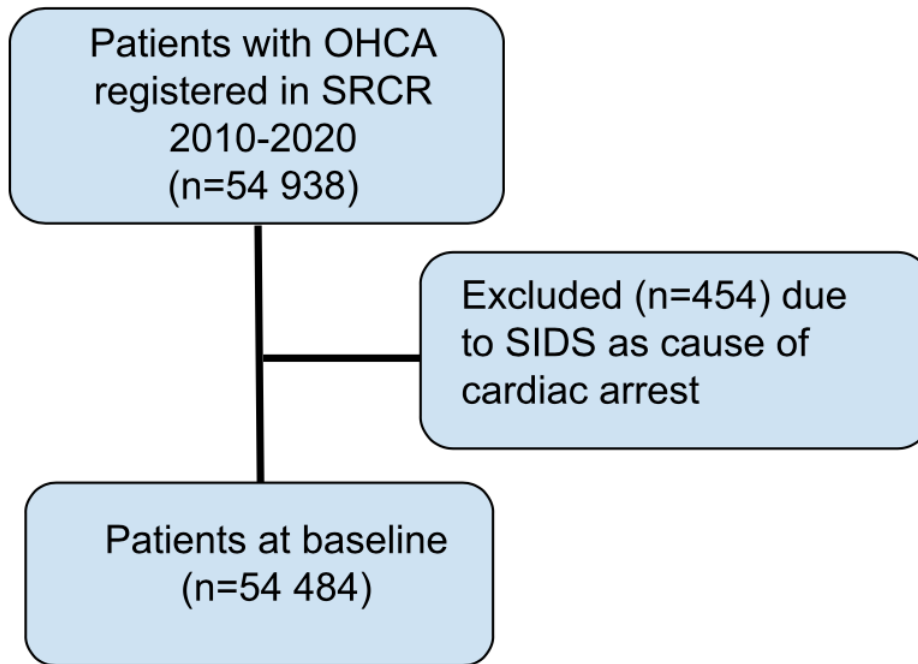 Patients with OHCA
registered in SRCR
2010-2020
(n=54 938)
Excluded (n=454) due
to SIDS as cause of
cardiac arrest
Patients at baseline
(n=54 484)